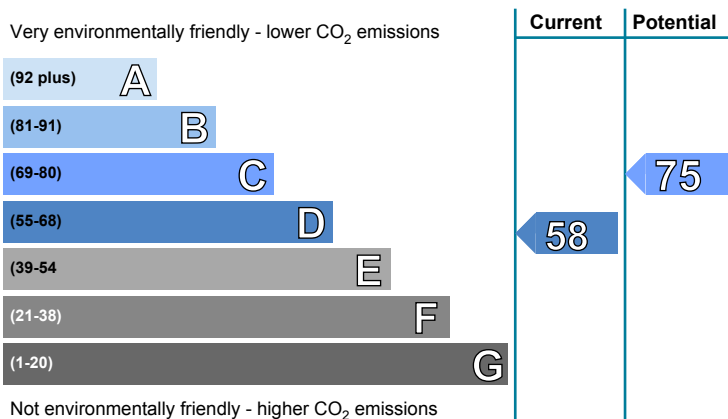 Current Potential
Very environmentally friendly - lower CO2 emissions
(92 plus) A
(81-91) B
(69-80) C
75
(55-68) D
58
(39-54 E
(21-38) F
(1-20) G
Not environmentally friendly - higher CO2 emissions